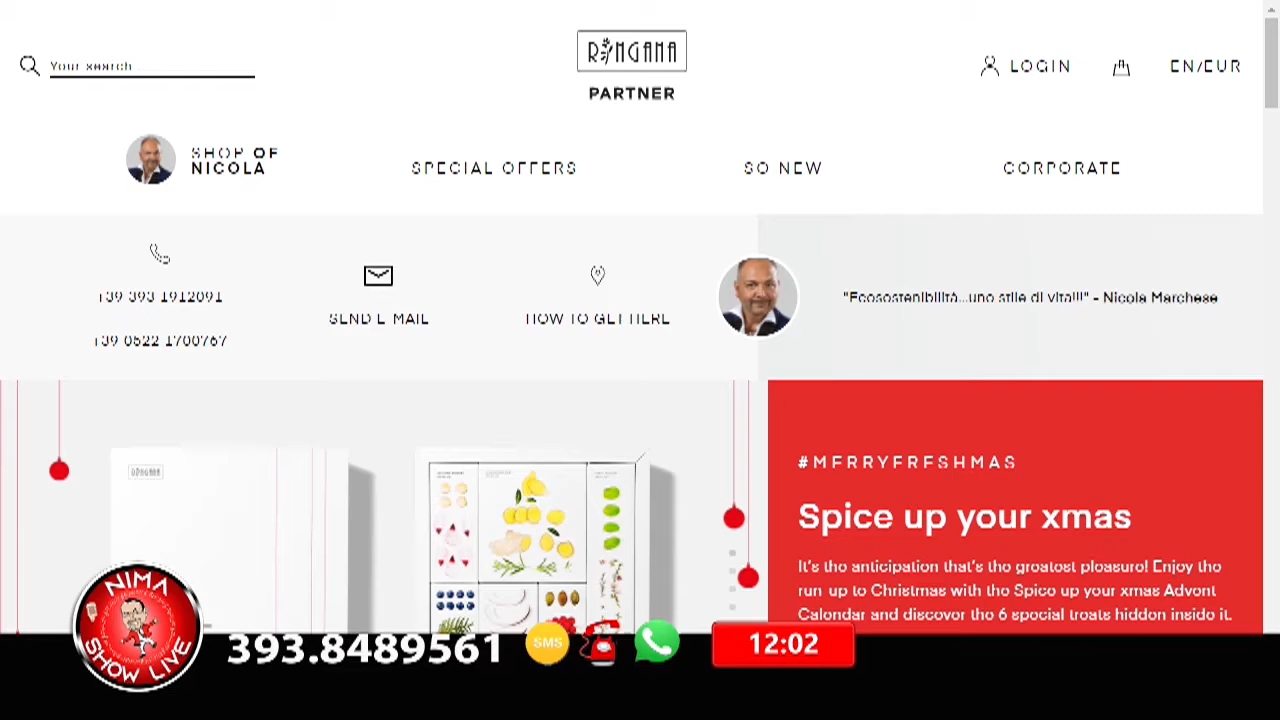 Your search
RINGANA
PARTNER
LOGIN
EN/EUR
SHOP OF
NICOLA
SPECIAL OFFERS
SO NEW
CORPORATE
+39 393 1912091
+39 0522 1700767
SEND E-MAIL
HOW TO GET HERE
"Ecosostenibilità...uno stile di vita!!!" - Nicola Marchese
RINGANA
#MERRYFRESHMAS
Spice up your xmas
It's the anticipation that's the greatest pleasure! Enjoy the
run-up to Christmas with the Spice up your xmas Advent
Calendar and discover the 6 special treats hidden inside it.
NIMA
SHOW LIVE
393.8489561
SMS
12:02